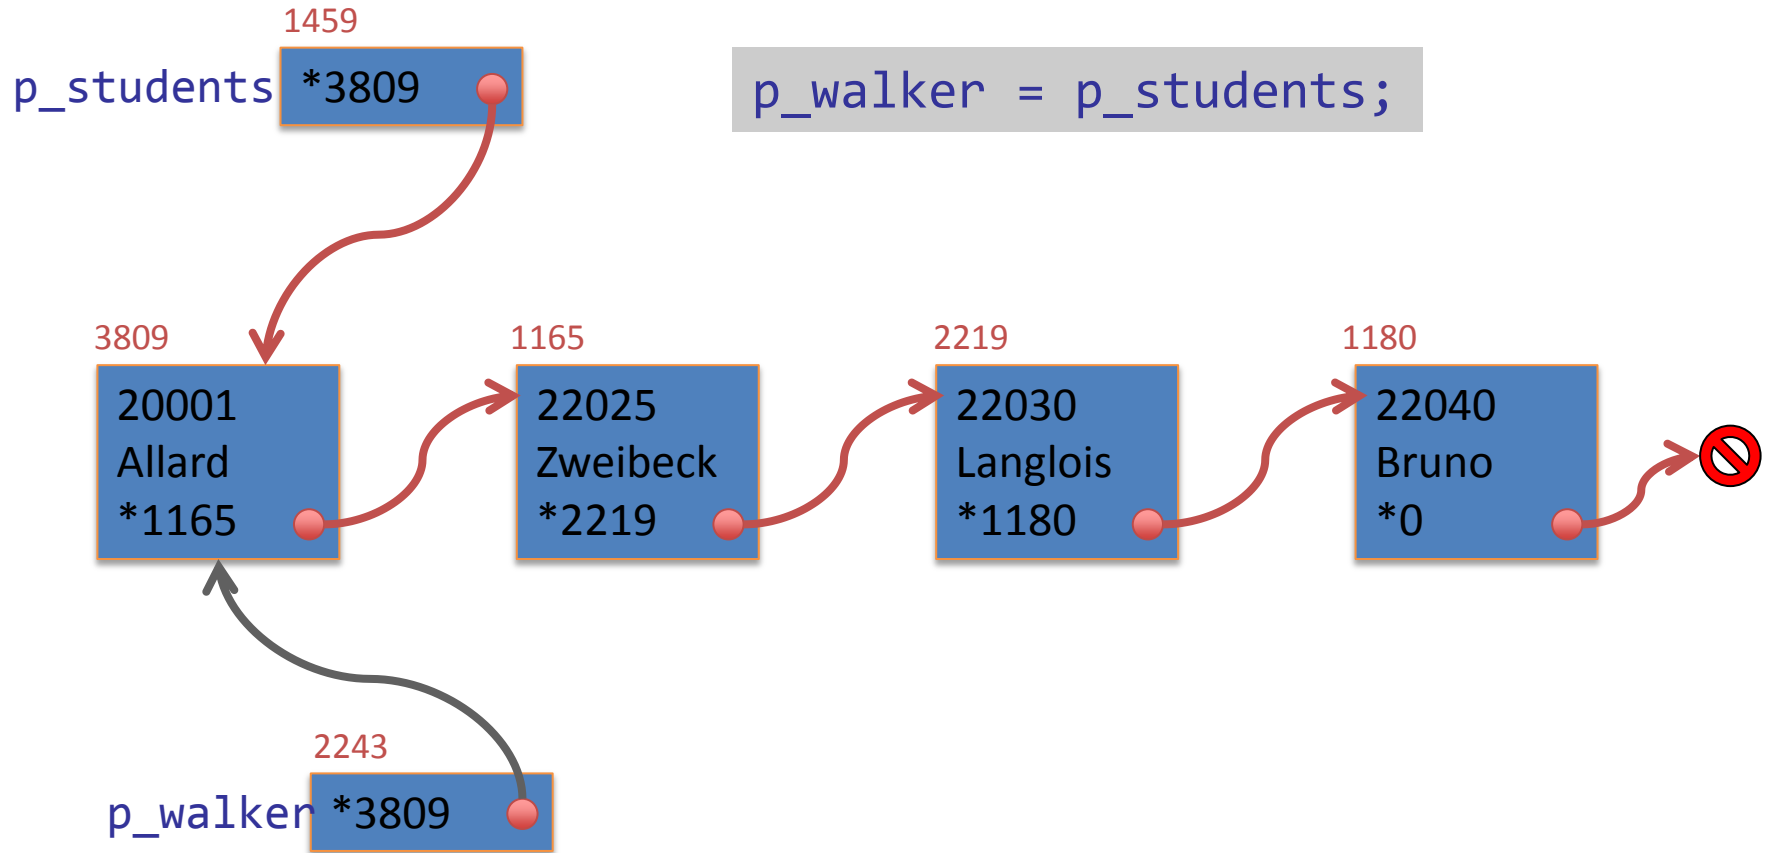 1459
p_students *3809
p_walker = p_students;
3809
20001
Allard
*1165
1165
22025
Zweibeck
*2219
2219
22030
Langlois
*1180
1180
22040
Bruno
*0
2243
p_walker *3809